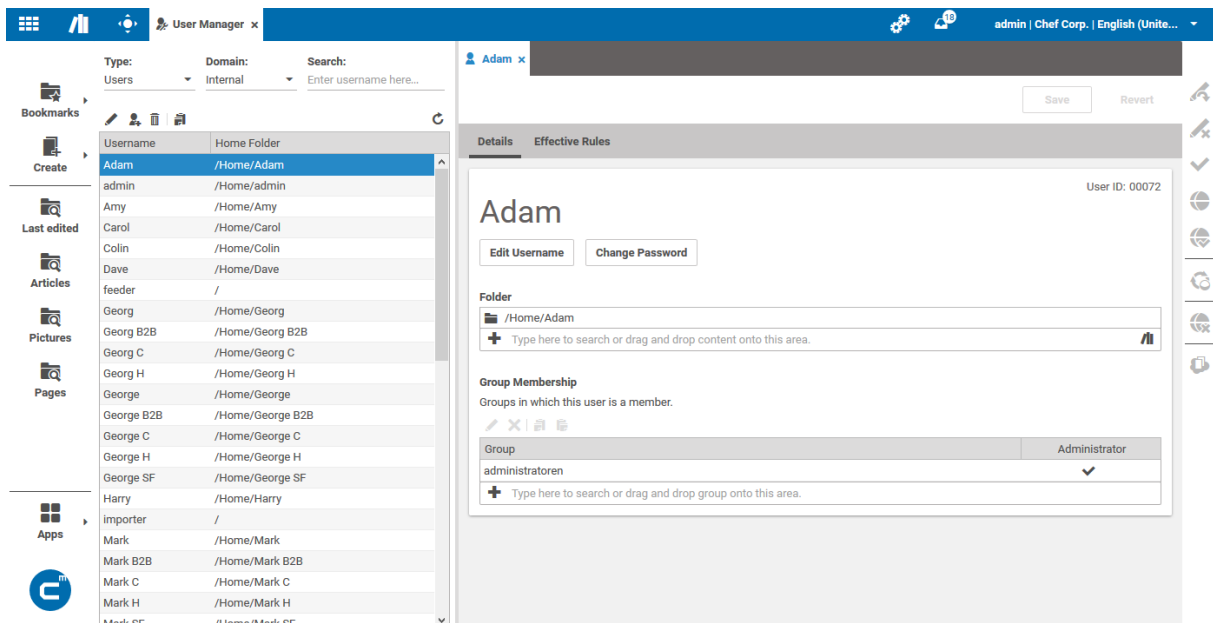 User Manager ×
18
admin | Chef Corp. | English (Unite...
Bookmarks
Create
Last edited
Articles
Pictures
Pages
Apps
m
Type:
Users
Domain:
Internal
Search:
Enter username here...
Username Home Folder
Adam /Home/Adam
admin /Home/admin
Amy /Home/Amy
Carol /Home/Carol
Colin /Home/Colin
Dave /Home/Dave
feeder /
Georg /Home/Georg
Georg B2B /Home/Georg B2B
Georg C /Home/Georg C
Georg H /Home/Georg H
George /Home/George
George B2B /Home/George B2B
George C /Home/George C
George H /Home/George H
George SF /Home/George SF
Harry /Home/Harry
importer /
Mark /Home/Mark
Mark B2B /Home/Mark B2B
Mark C /Home/Mark C
Mark H /Home/Mark H
Mark SF /Home/Mark SF
Adam ×
Save Revert
Details Effective Rules
User ID: 00072
Adam
Edit Username Change Password
Folder
/Home/Adam
Type here to search or drag and drop content onto this area.
Group Membership
Groups in which this user is a member.
Group Administrator
administratoren
Type here to search or drag and drop group onto this area.